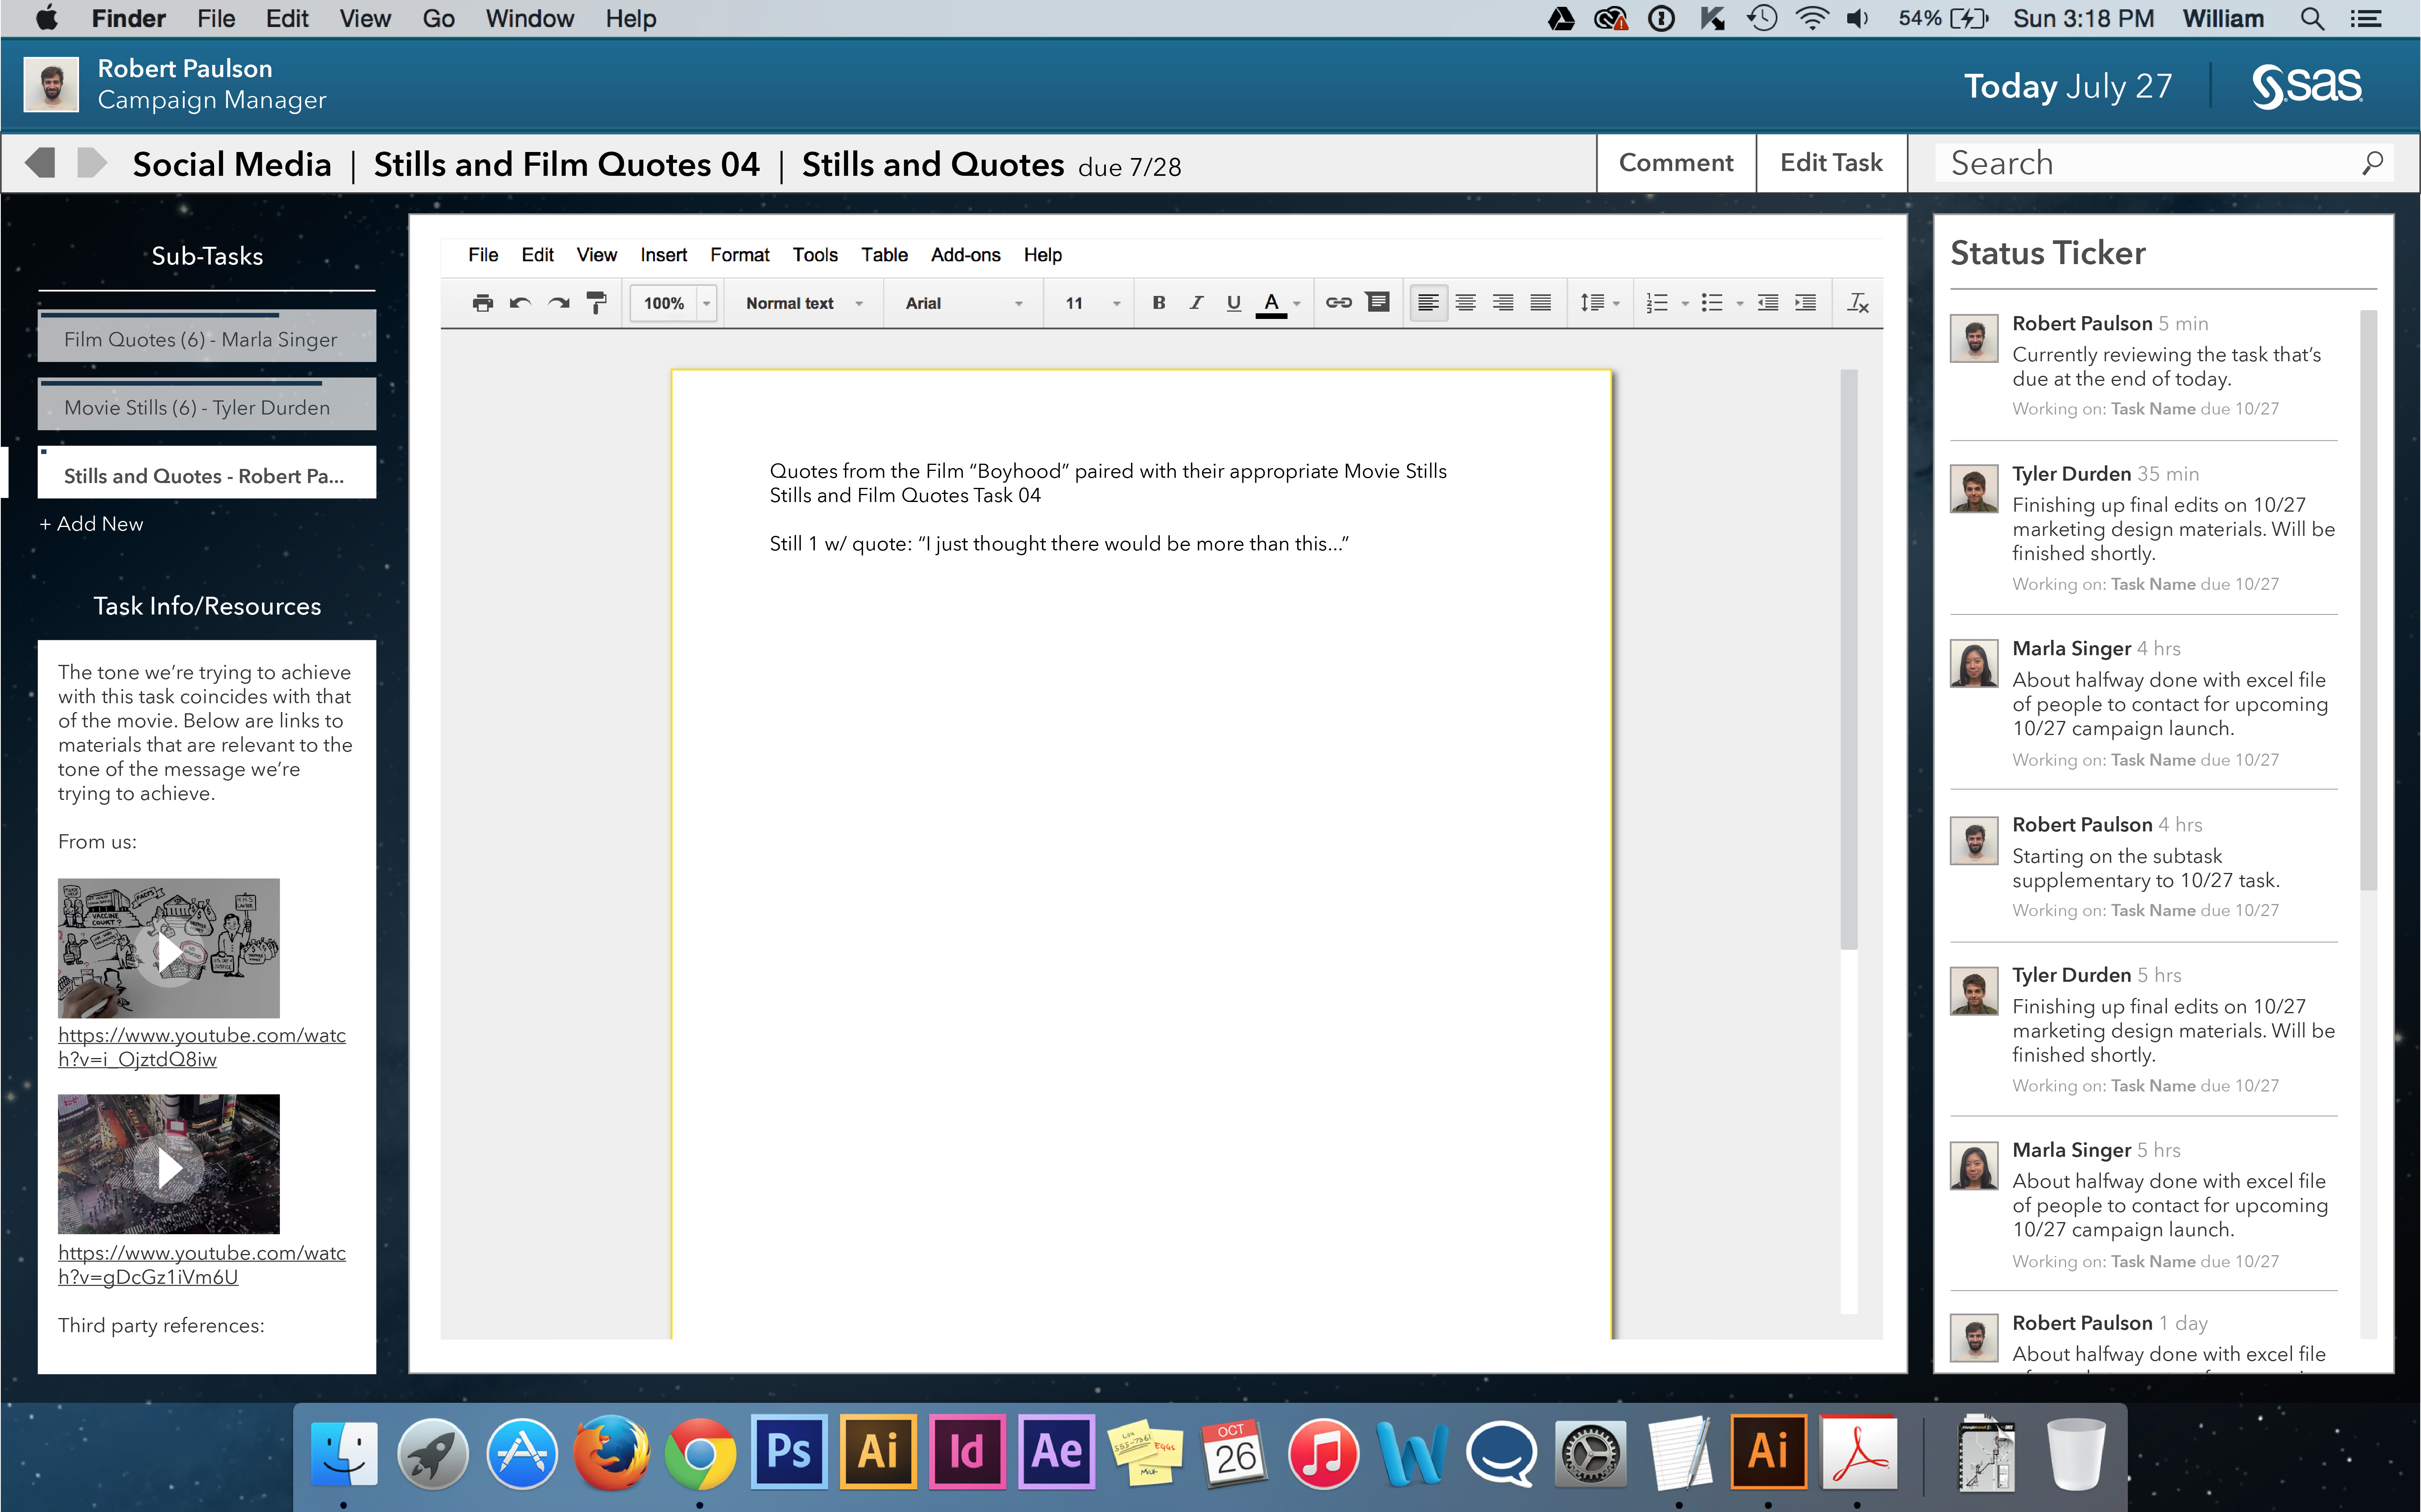 Finder File Edit View Go Window Help
54% Sun 3:18 PM William
Robert Paulson
Campaign Manager
Today July 27
sas
Social Media | Stills and Film Quotes 04 | Stills and Quotes due 7/28
Comment
Edit Task
Search
Sub-Tasks
Film Quotes (6) - Marla Singer
Movie Stills (6) - Tyler Durden
Stills and Quotes - Robert Pa...
+ Add New
Task Info/Resources
The tone we’re trying to achieve
with this task coincides with that
of the movie. Below are links to
materials that are relevant to the
tone of the message we’re
trying to achieve.
From us:
VACCINE
COURT?
FACTS
https://www.youtube.com/watc
h?v=i_OjztdQ8iw
https://www.youtube.com/watc
h?v=gDcGz1iVm6U
Third party references:
File Edit View Insert Format Tools Table Add-ons Help
100% Normal text Arial 11 B I U A
Quotes from the Film “Boyhood” paired with their appropriate Movie Stills
Stills and Film Quotes Task 04
Still 1 w/ quote: “I just thought there would be more than this...”
Status Ticker
Robert Paulson 5 min
Currently reviewing the task that’s
due at the end of today.
Working on: Task Name due 10/27
Tyler Durden 35 min
Finishing up final edits on 10/27
marketing design materials. Will be
finished shortly.
Working on: Task Name due 10/27
Marla Singer 4 hrs
About halfway done with excel file
of people to contact for upcoming
10/27 campaign launch.
Working on: Task Name due 10/27
Robert Paulson 4 hrs
Starting on the subtask
supplementary to 10/27 task.
Working on: Task Name due 10/27
Tyler Durden 5 hrs
Finishing up final edits on 10/27
marketing design materials. Will be
finished shortly.
Working on: Task Name due 10/27
Marla Singer 5 hrs
About halfway done with excel file
of people to contact for upcoming
10/27 campaign launch.
Working on: Task Name due 10/27
Robert Paulson 1 day
About halfway done with excel file
Ps
Ai
Id
Ae
EGGS
MILK
OCT
26
Ai